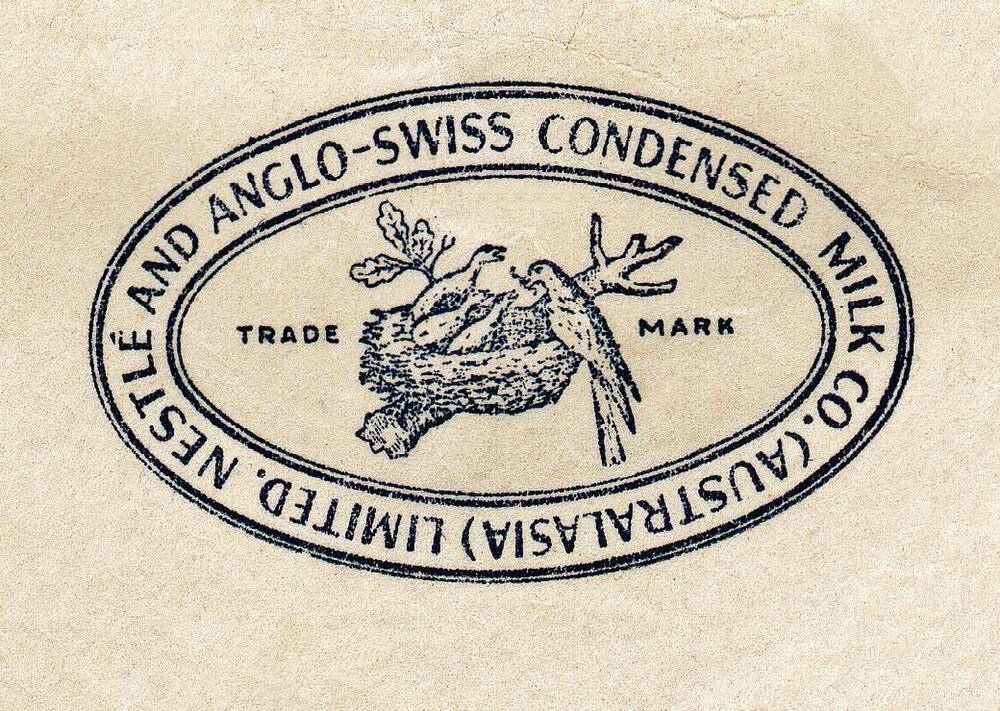 NESTLÉ AND ANGLO-SWISS CONDENSED MILK CO. (AUSTRALASIA) LIMITED.
TRADE MARK